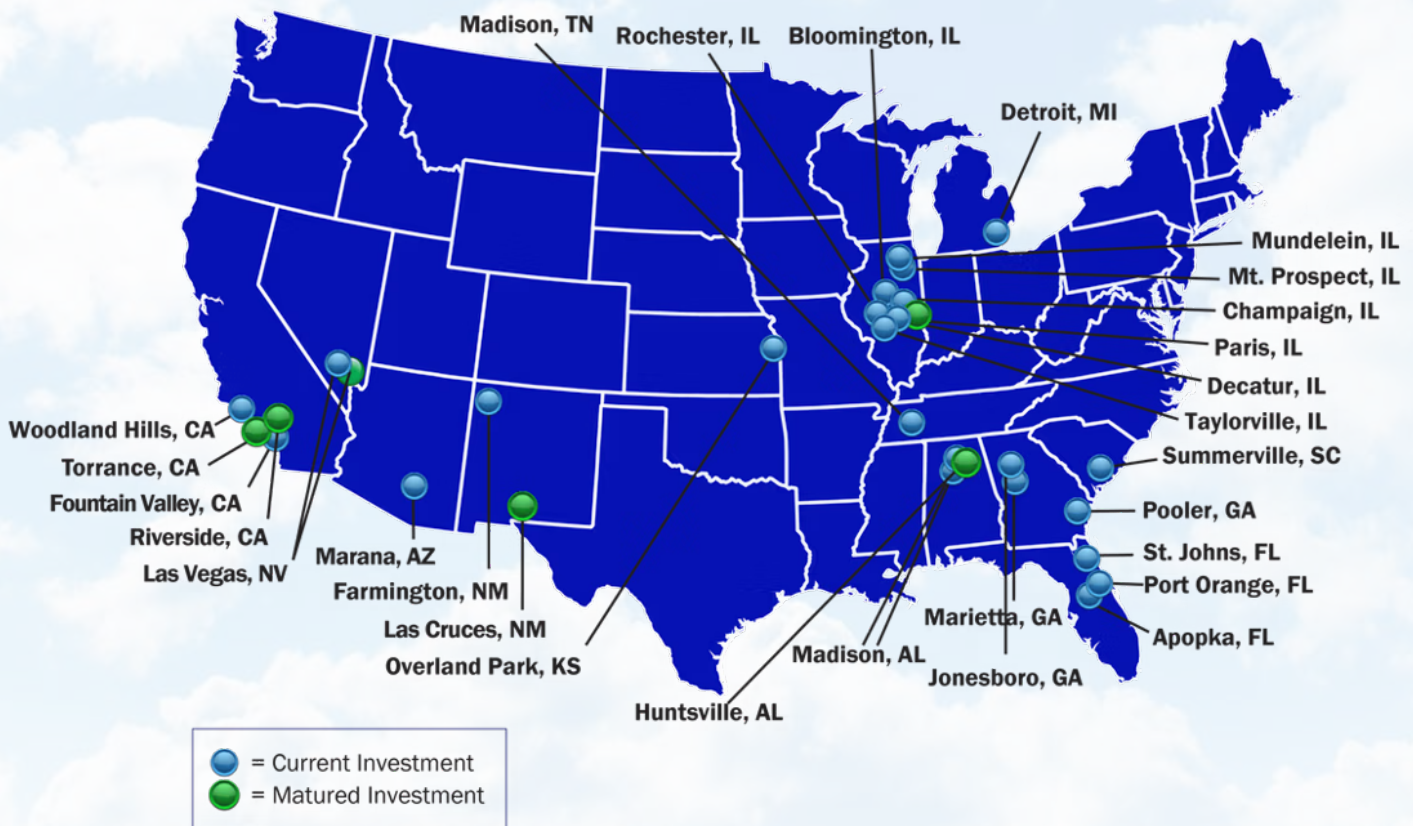 Madison, TN
Rochester, IL
Bloomington, IL
Detroit, MI
Mundelein, IL
Mt. Prospect, IL
Champaign, IL
Paris, IL
Decatur, IL
Taylorville, IL
Summerville, SC
Pooler, GA
St. Johns, FL
Port Orange, FL
Apopka, FL
Woodland Hills, CA
Torrance, CA
Fountain Valley, CA
Riverside, CA
Las Vegas, NV
Marana, AZ
Farmington, NM
Las Cruces, NM
Overland Park, KS
Marietta, GA
Madison, AL
Jonesboro, GA
Huntsville, AL
= Current Investment
= Matured Investment